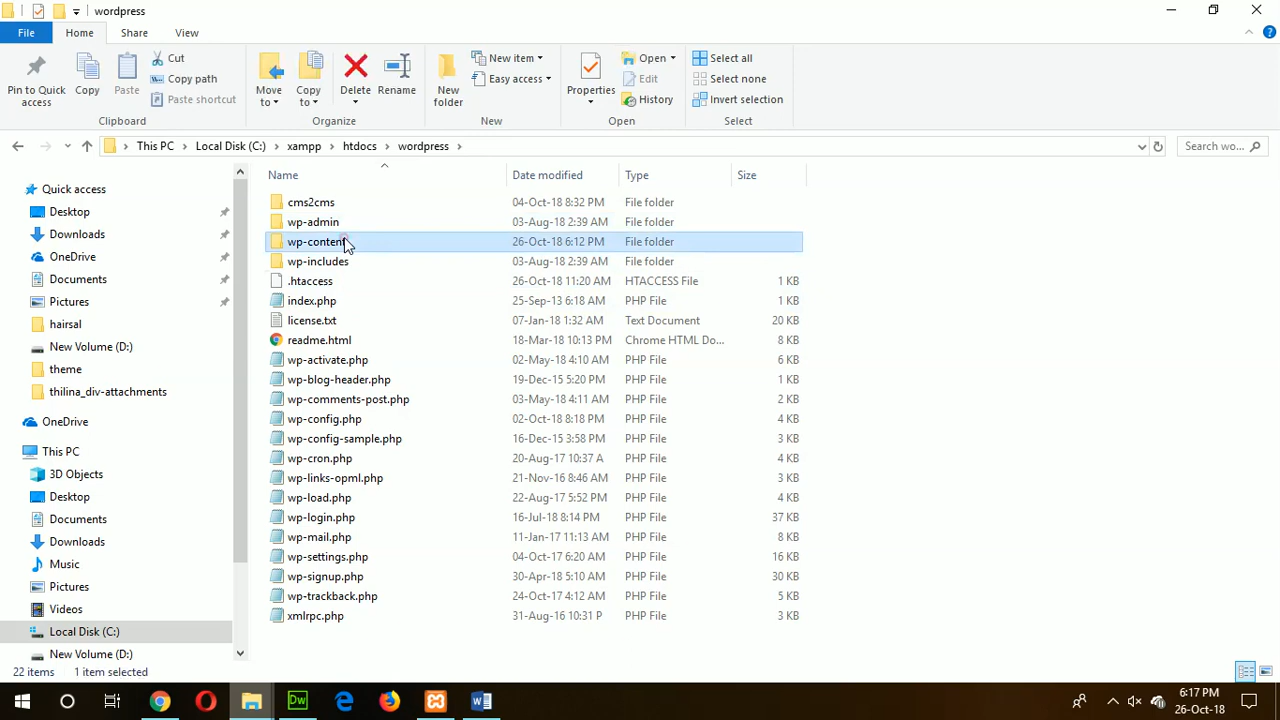 wordpress
File Home Share View
Pin to Quick access
Copy
Paste
Cut
Copy path
Paste shortcut
Clipboard
Move to
Copy to
Delete
Rename
Organize
New folder
New item
Easy access
New
Properties
Open
Edit
History
Open
Select all
Select none
Invert selection
Select
This PC Local Disk (C:) xampp htdocs wordpress
Search wo...
Quick access
Desktop
Downloads
OneDrive
Documents
Pictures
hairsal
New Volume (D:)
theme
thilina_div-attachments
OneDrive
This PC
3D Objects
Desktop
Documents
Downloads
Music
Pictures
Videos
Local Disk (C:)
New Volume (D:)
Name Date modified Type Size
cms2cms 04-Oct-18 8:32 PM File folder
wp-admin 03-Aug-18 2:39 AM File folder
wp-content 26-Oct-18 6:12 PM File folder
wp-includes 03-Aug-18 2:39 AM File folder
.htaccess 26-Oct-18 11:20 AM HTACCESS File 1 KB
index.php 25-Sep-13 6:18 AM PHP File 1 KB
license.txt 07-Jan-18 1:32 AM Text Document 20 KB
readme.html 18-Mar-18 10:13 PM Chrome HTML Do... 8 KB
wp-activate.php 02-May-18 4:10 AM PHP File 6 KB
wp-blog-header.php 19-Dec-15 5:20 PM PHP File 1 KB
wp-comments-post.php 03-May-18 4:11 AM PHP File 2 KB
wp-config.php 02-Oct-18 8:18 PM PHP File 4 KB
wp-config-sample.php 16-Dec-15 3:58 PM PHP File 3 KB
wp-cron.php 20-Aug-17 10:37 A PHP File 4 KB
wp-links-opml.php 21-Nov-16 8:46 AM PHP File 3 KB
wp-load.php 22-Aug-17 5:52 PM PHP File 4 KB
wp-login.php 16-Jul-18 8:14 PM PHP File 37 KB
wp-mail.php 11-Jan-17 11:13 AM PHP File 8 KB
wp-settings.php 04-Oct-17 6:20 AM PHP File 16 KB
wp-signup.php 30-Apr-18 5:10 AM PHP File 30 KB
wp-trackback.php 24-Oct-17 4:12 AM PHP File 5 KB
xmlrpc.php 31-Aug-16 10:31 P PHP File 3 KB
22 items 1 item selected
Dw
6:17 PM
26-Oct-18